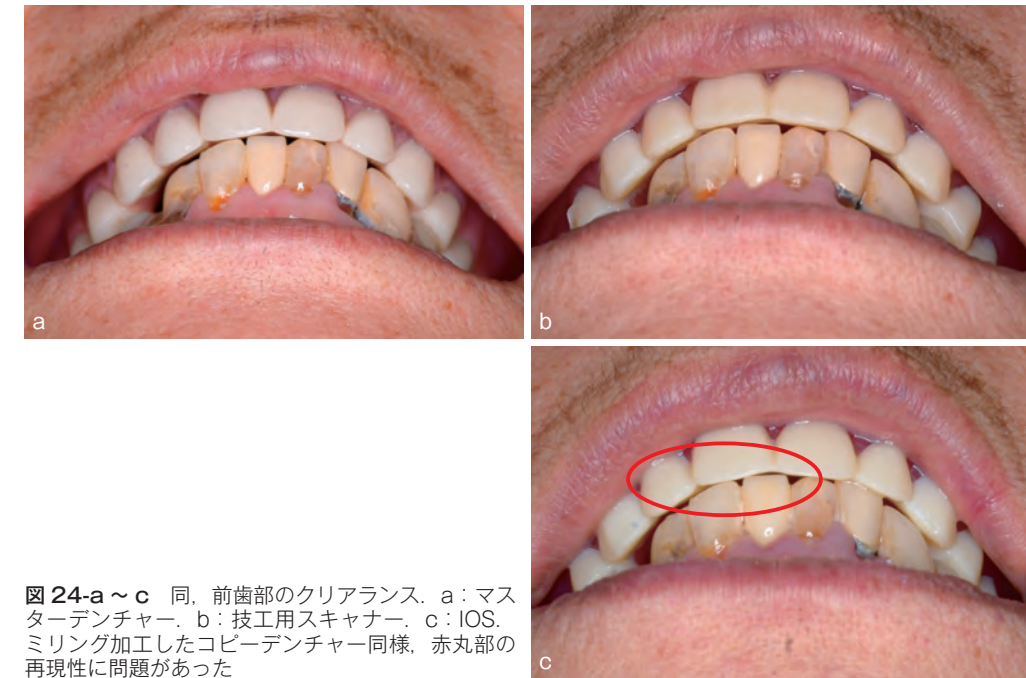 a
b
c
図 24-a ～ c　同，前歯部のクリアランス．a：マス
ターデンチャー．b：技工用スキャナー．c：IOS．
ミリング加工したコピーデンチャー同様，赤丸部の
再現性に問題があった